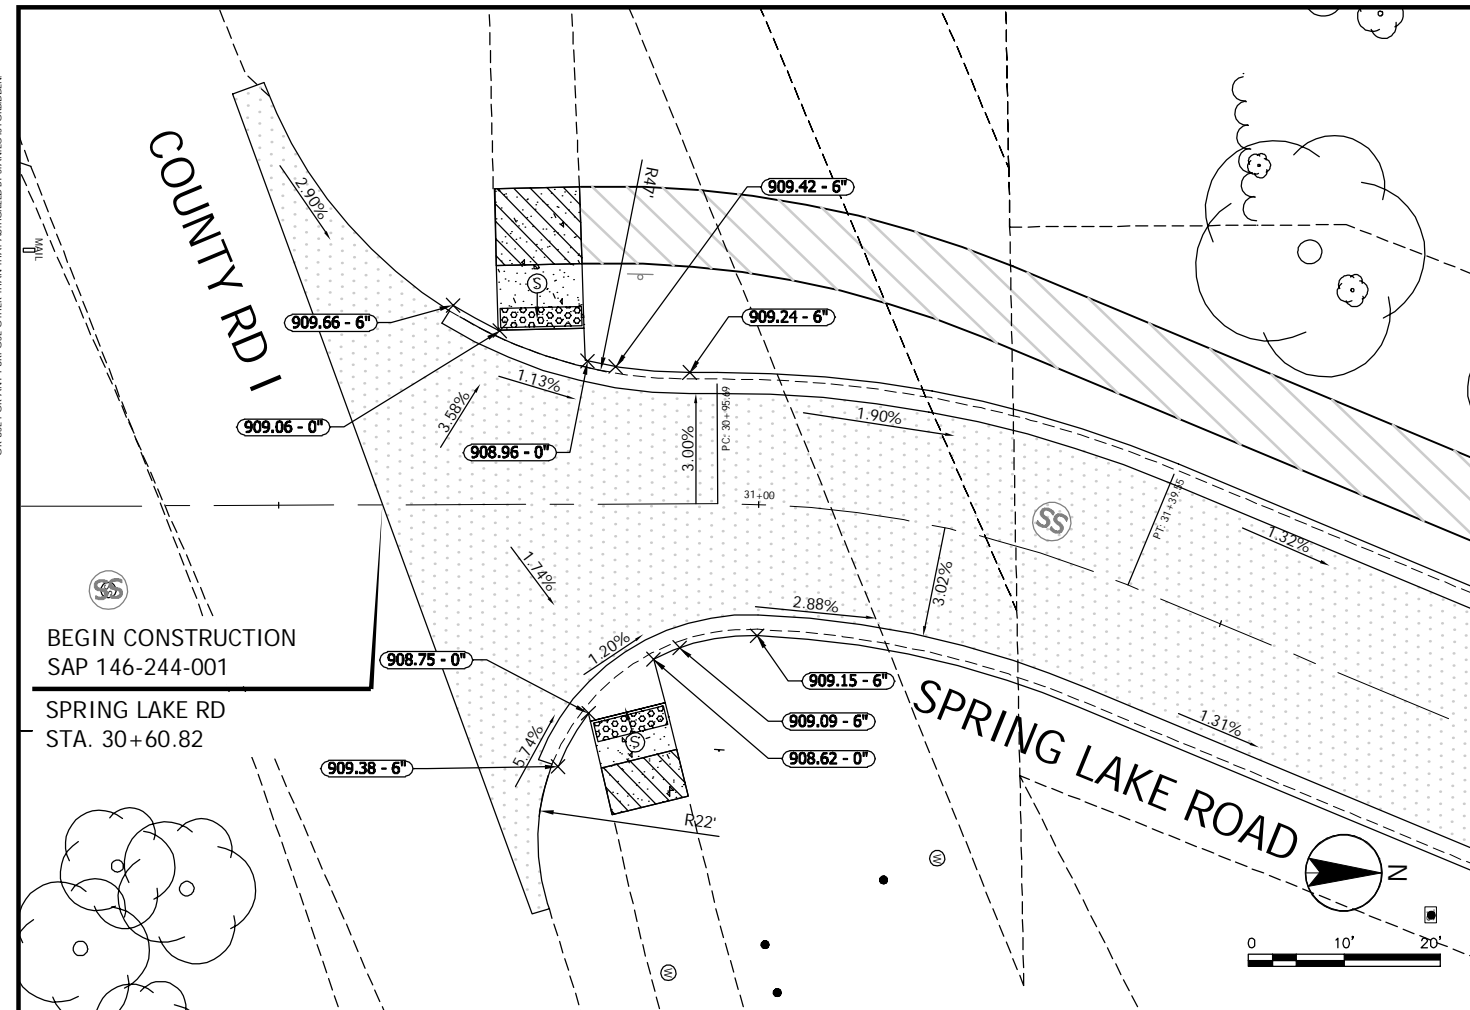 COUNTY RD I
2.90%
MAIL
R47'
909.42 - 6"
S
909.66 - 6"
909.24 - 6"
1.13%
3.58%
909.06 - 0"
908.96 - 0"
3.00%
PC: 30+95.69
1.90%
31+00
SS
PT: 31+39.55
1.32%
1.74%
3.02%
2.88%
BEGIN CONSTRUCTION
SAP 146-244-001
SPRING LAKE RD
STA. 30+60.82
1.20%
908.75 - 0"
909.15 - 6"
909.09 - 6"
908.62 - 0"
5.74%
S
909.38 - 6"
R22'
SPRING LAKE ROAD
1.31%
W
W
N
0 10' 20'